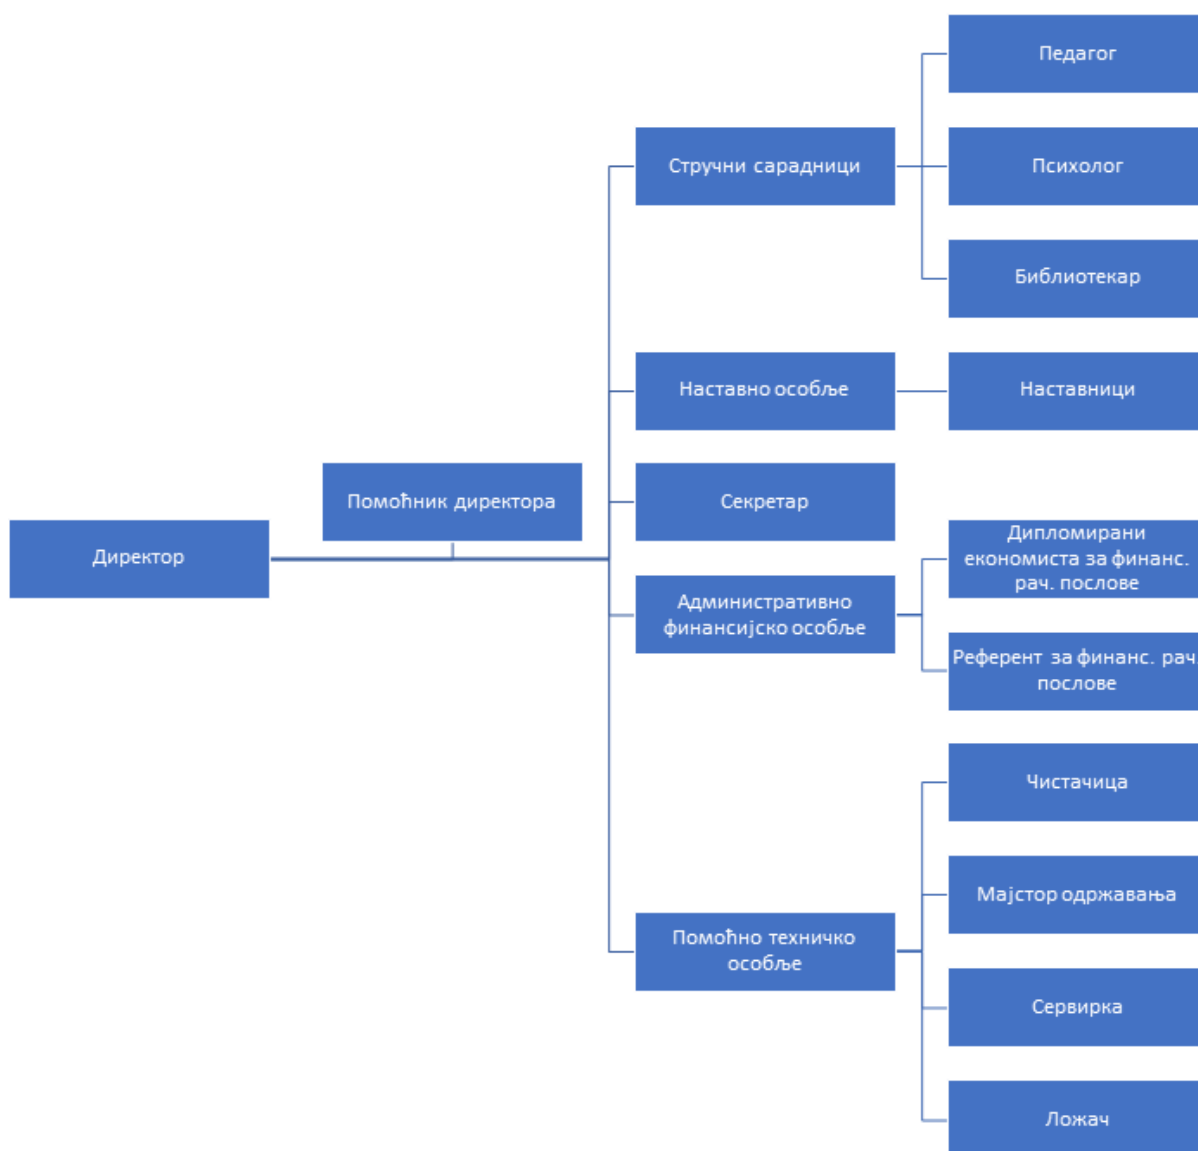 Педагог
Стручни сарадници
Психолог
Библиотекар
Наставно особље
Наставници
Помоћник директора
Секретар
Директор
Дипломирани
економиста за финанс.
рач. послове
Административно
финансијско особље
Референт за финанс. рач.
послове
Чистачица
Мајстор одржавања
Помоћно техничко
особље
Сервирка
Ложач